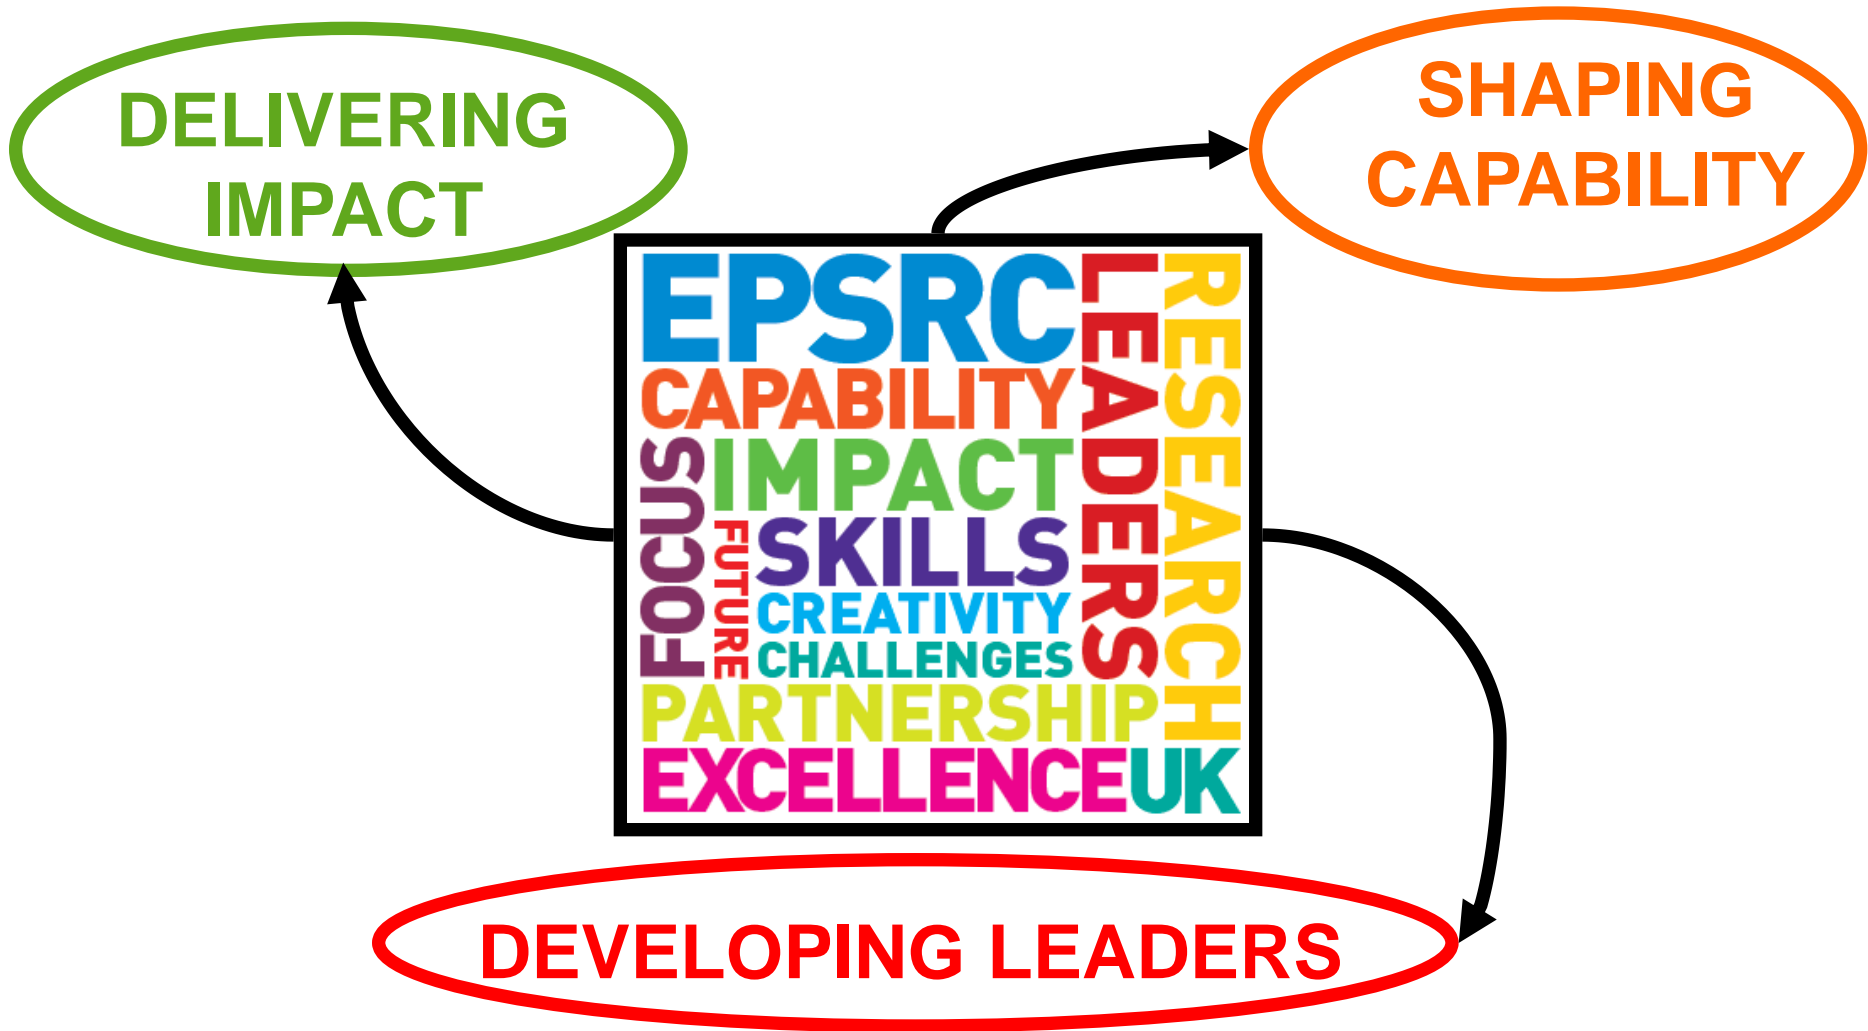 DELIVERING
IMPACT
SHAPING
CAPABILITY
EPSRC
LEADERS
RESEARCH
CAPABILITY
IMPACT
FOCUS
FUTURE
SKILLS
CREATIVITY
CHALLENGES
PARTNERSHIP
EXCELLENCE UK
DEVELOPING LEADERS